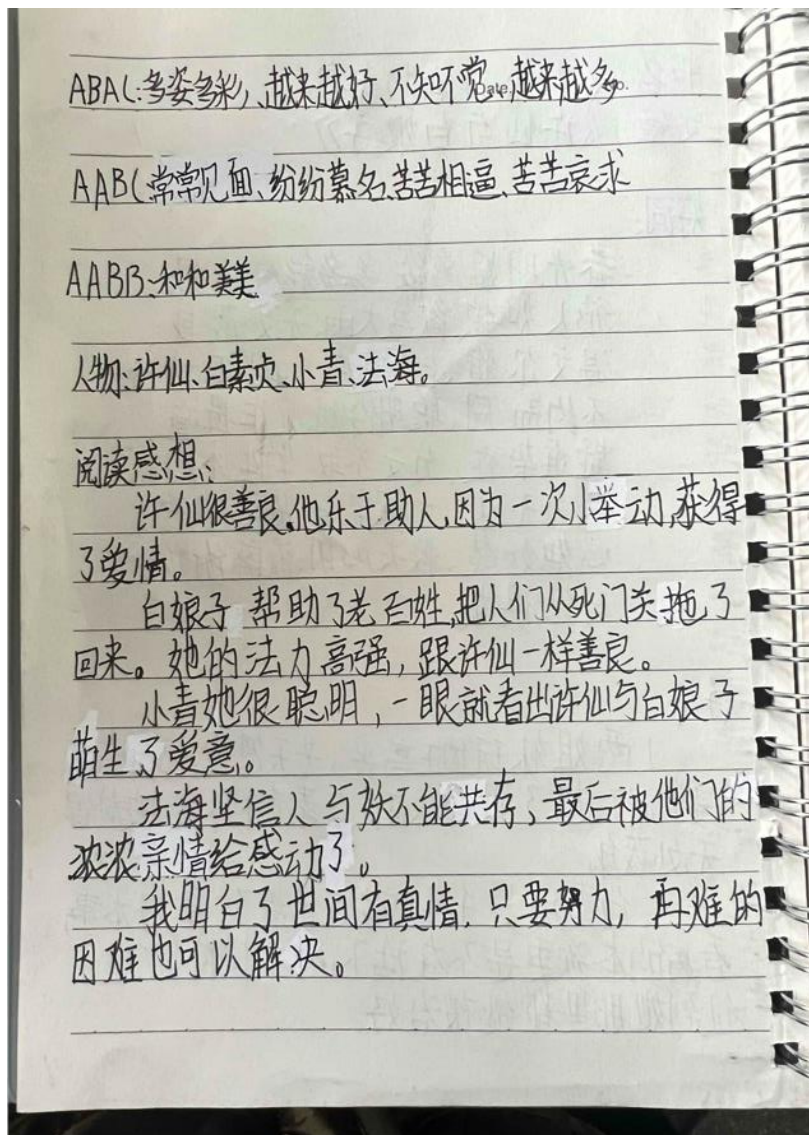 ABAC:多姿多彩、越来越好、不知不觉、越来越多
AABC常常见面、纷纷慕名、苦苦相逼、苦苦哀求
AABB:和和美美
人物:许仙、白素贞、小青、法海。
阅读感想:
许仙很善良,他乐于助人,因为一次小举动,获得
了爱情。
白娘子帮助了老百姓,把人们从死门关拖了
回来。她的法力高强,跟许仙一样善良。
小青她很聪明,一眼就看出许仙与白娘子
萌生了爱意。
法海坚信人与妖不能共存,最后被他们的
浓浓亲情给感动了。
我明白了世间有真情,只要努力,再难的
困难也可以解决。